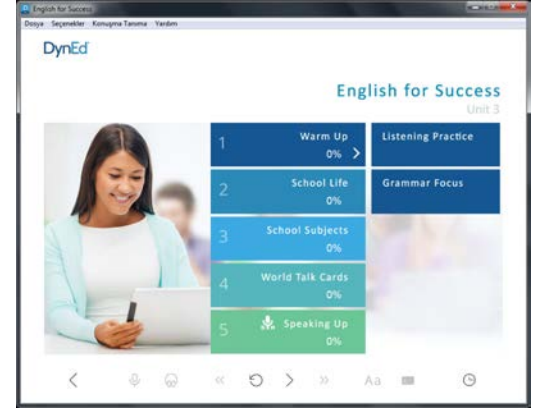 English for Success
Dosya Seçenekler Konuşma Tanıma Yardım
DynEd
English for Success
Unit 3
1 Warm Up
0%
2 School Life
0%
3 School Subjects
0%
4 World Talk Cards
0%
5 Speaking Up
0%
Listening Practice
Grammar Focus
Aa